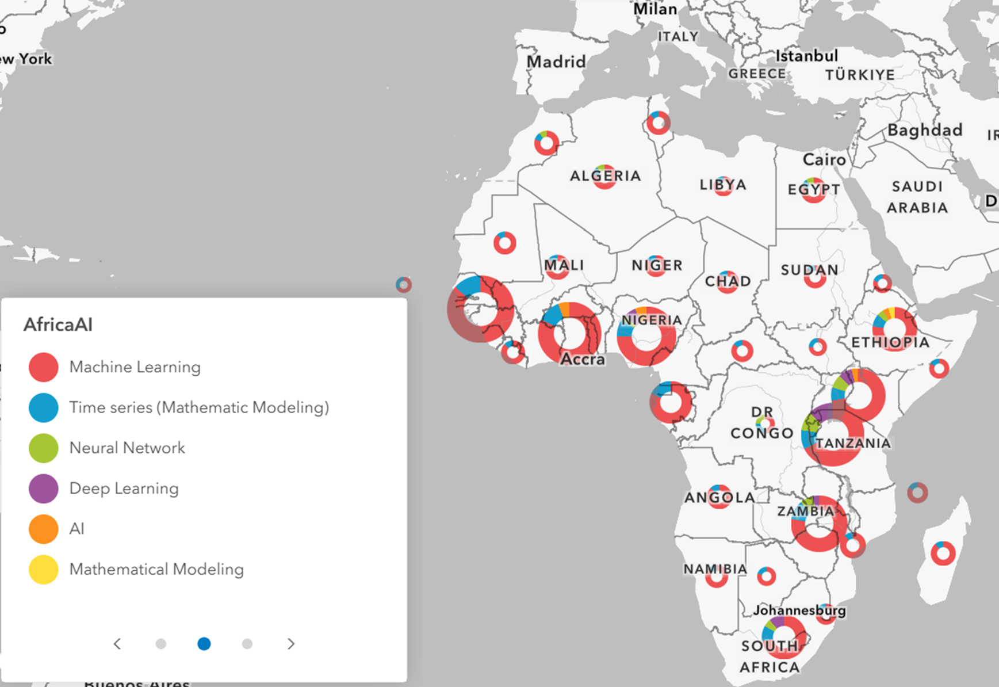 Milan
ITALY
ew York
Madrid
Istanbul
GREECE
TÜRKIYE
Baghdad
IR
Cairo
ALGERIA
LIBYA
EGYPT
SAUDI
ARABIA
D
MALI
NIGER
CHAD
SUDAN
NIGERIA
ETHIOPIA
Accra
DR
CONGO
TANZANIA
ANGOLA
ZAMBIA
NAMIBIA
Johannesburg
SOUTH
AFRICA
AfricaAI
Machine Learning
Time series (Mathematic Modeling)
Neural Network
Deep Learning
AI
Mathematical Modeling
Buenos Aires